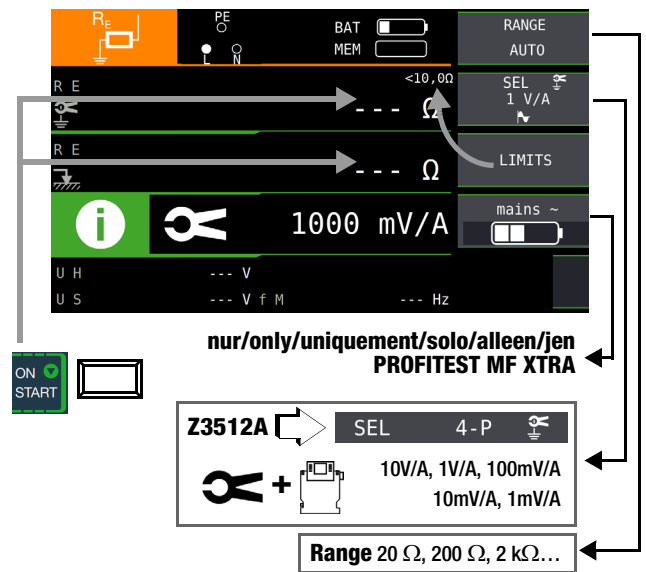 RE
PE
L N
BAT
MEM
RANGE
AUTO
R E
<10,0Ω
--- Ω
SEL
1 V/A
R E
--- Ω
LIMITS
i
1000 mV/A
mains ~
U H --- V
U S --- V f M --- Hz
nur/only/uniquement/solo/alleen/jen
PROFITEST MF XTRA
ON
START
Z3512A
SEL 4-P
10V/A, 1V/A, 100mV/A
10mV/A, 1mV/A
Range 20 Ω, 200 Ω, 2 kΩ…